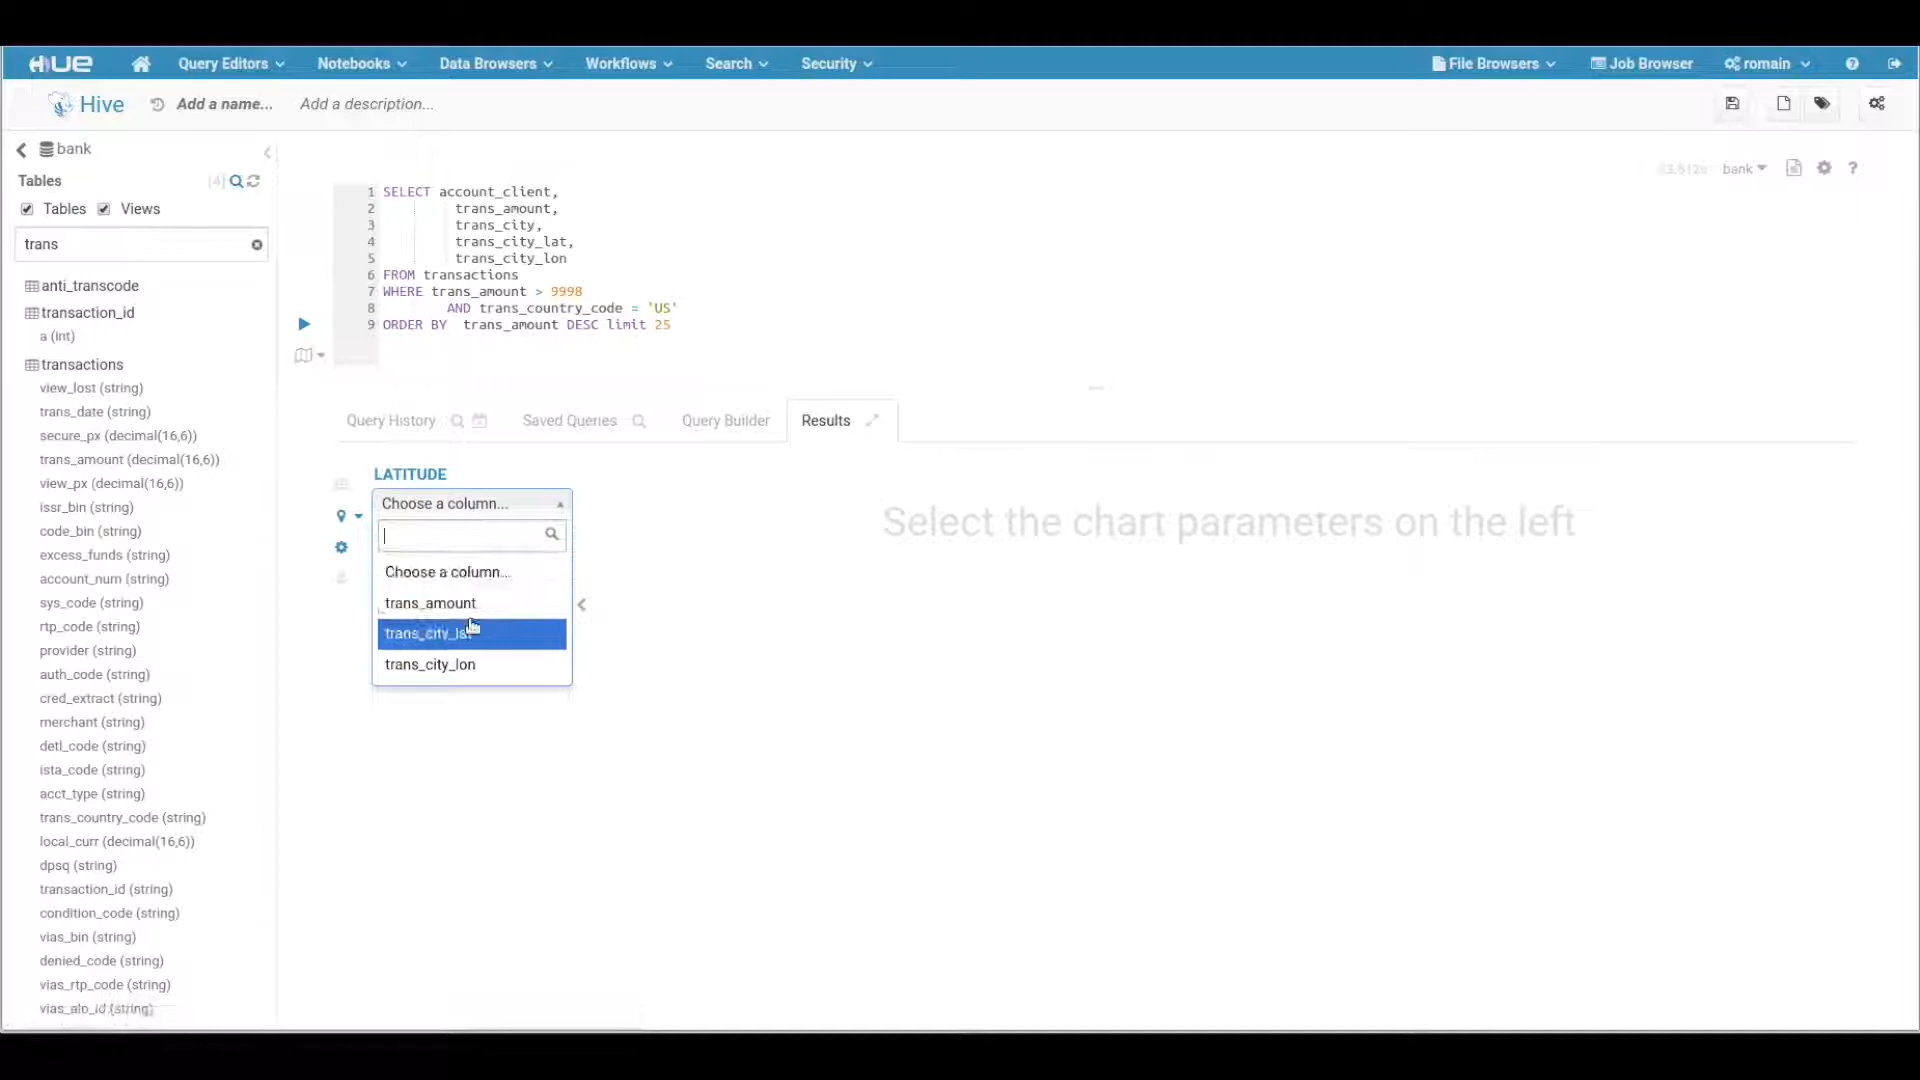 HUE Query Editors Notebooks Data Browsers Workflows Search Security File Browsers Job Browser romain ?
Hive Add a name... Add a description...
bank
Tables (4)
Tables Views
trans
anti_transcode
transaction_id
a (int)
transactions
view_lost (string)
trans_date (string)
secure_px (decimal(16,6))
trans_amount (decimal(16,6))
view_px (decimal(16,6))
issr_bin (string)
code_bin (string)
excess_funds (string)
account_num (string)
sys_code (string)
rtp_code (string)
provider (string)
auth_code (string)
cred_extract (string)
merchant (string)
detl_code (string)
ista_code (string)
acct_type (string)
trans_country_code (string)
local_curr (decimal(16,6))
dpsq (string)
transaction_id (string)
condition_code (string)
vias_bin (string)
denied_code (string)
vias_rtp_code (string)
(string)
bank ?
1 SELECT account_client,
2 trans_amount,
3 trans_city,
4 trans_city_lat,
5 trans_city_lon
6 FROM transactions
7 WHERE trans_amount > 9998
8 AND trans_country_code = 'US'
9 ORDER BY trans_amount DESC limit 25
Query History Saved Queries Query Builder Results
LATITUDE
Choose a column...
Choose a column...
trans_amount
trans_city_lat
trans_city_lon
Select the chart parameters on the left